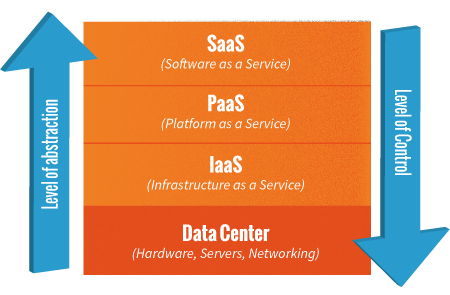 SaaS
(Software as a Service)
PaaS
(Platform as a Service)
IaaS
(Infrastructure as a Service)
Data Center
(Hardware, Servers, Networking)
Level of abstraction
Level of Control